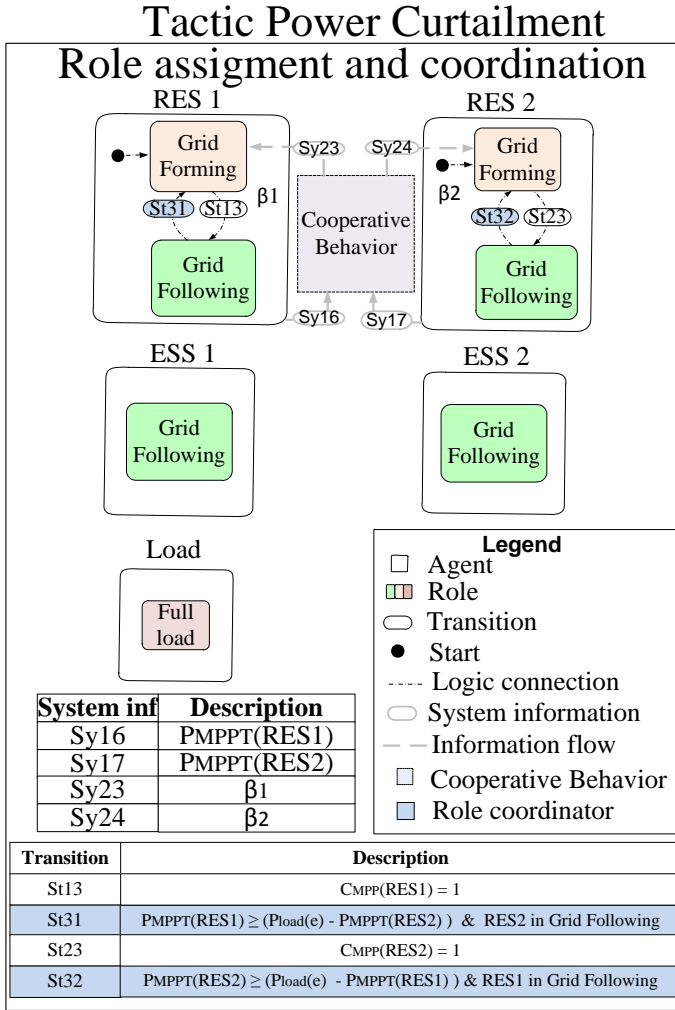 Tactic Power Curtailment
Role assigment and coordination
RES 1
RES 2
Sy23
Sy24
Grid
Forming
Grid
Forming
β1
β2
St31
St13
Cooperative
Behavior
St32
St23
Grid
Following
Grid
Following
Sy16
Sy17
ESS 1
ESS 2
Grid
Following
Grid
Following
Load
Full
load
Legend
Agent
Role
Transition
Start
Logic connection
System information
Information flow
Cooperative Behavior
Role coordinator
System inf Description
Sy16 PMPPT(RES1)
Sy17 PMPPT(RES2)
Sy23 β1
Sy24 β2
Transition Description
St13 CMPP(RES1) = 1
St31 PMPPT(RES1) ≥ (Pload(e) - PMPPT(RES2) ) & RES2 in Grid Following
St23 CMPP(RES2) = 1
St32 PMPPT(RES2) ≥ (Pload(e) - PMPPT(RES1) ) & RES1 in Grid Following